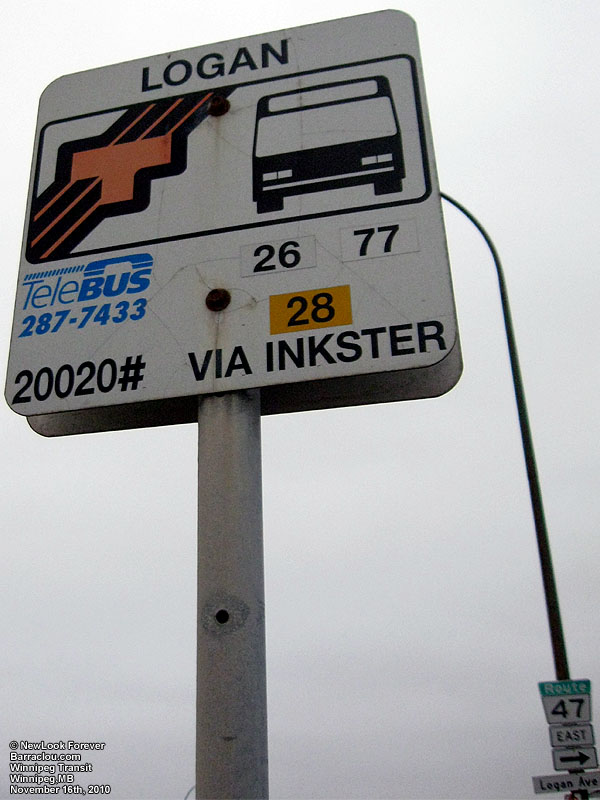 LOGAN
TeleBUS
287-7433
26
77
28
20020#
VIA INKSTER
Route
47
EAST
Logan Ave
© NewLook Forever
Barraclou.com
Winnipeg Transit
Winnipeg,MB
November 16th, 2010